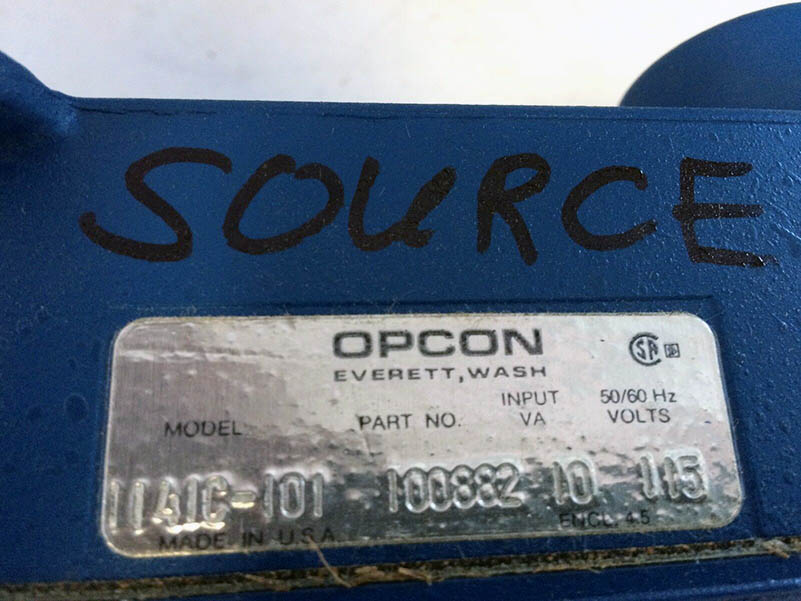 SOURCE
OPCON
EVERETT, WASH
INPUT 50/60 Hz
MODEL PART NO. VA VOLTS
1141C-101 100882 10 115
ENCL. 4.5
MADE IN U.S.A.